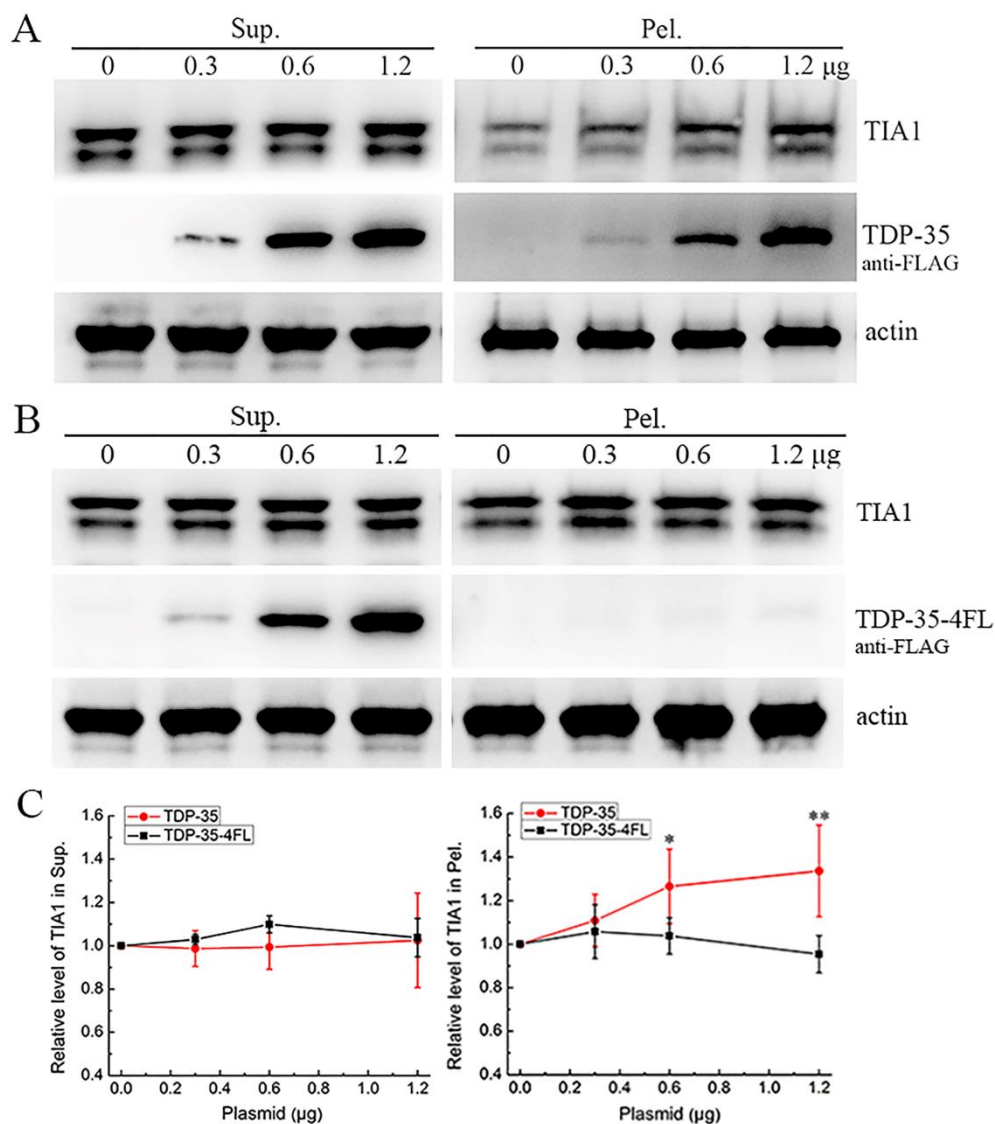 A
Sup. Pel.
0 0.3 0.6 1.2 0 0.3 0.6 1.2 μg
TIA1
TDP-35
anti-FLAG
actin
B
Sup. Pel.
0 0.3 0.6 1.2 0 0.3 0.6 1.2 μg
TIA1
TDP-35-4FL
anti-FLAG
actin
C
Relative level of TIA1 in Sup.
1.6
1.4
1.2
1.0
0.8
0.6
0.4
TDP-35
TDP-35-4FL
0.0 0.2 0.4 0.6 0.8 1.0 1.2
Plasmid (μg)
Relative level of TIA1 in Pel.
1.6
1.4
1.2
1.0
0.8
0.6
0.4
TDP-35
TDP-35-4FL
*
**
0.0 0.2 0.4 0.6 0.8 1.0 1.2
Plasmid (μg)